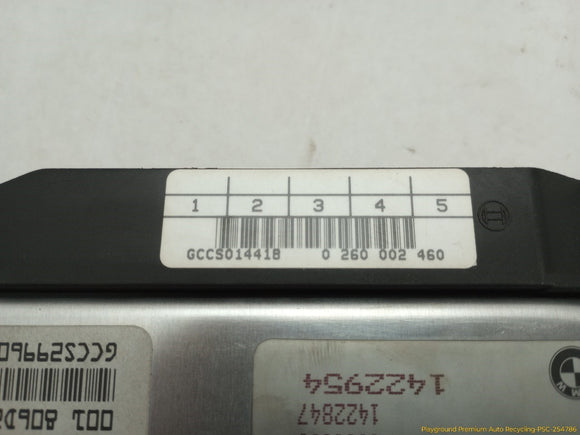 1 2 3 4 5
GCCS014418 0 260 002 460
1422954
1422847
Playground Premium Auto Recycling-PSC-254786